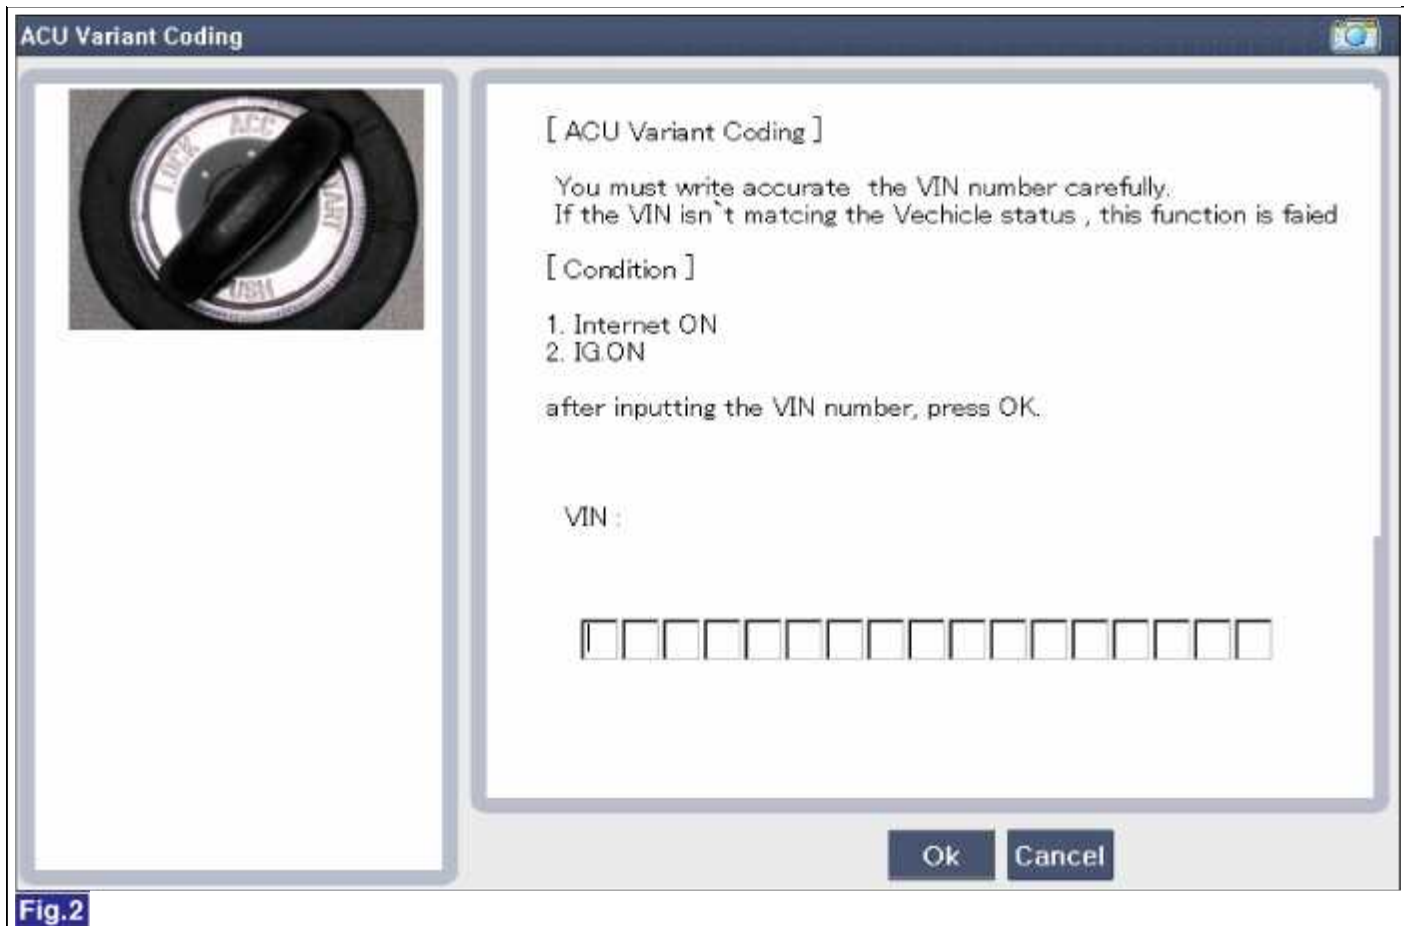 ACU Variant Coding
LOCK
ACC
START
PUSH
[ ACU Variant Coding ]
You must write accurate the VIN number carefully.
If the VIN isn`t matcing the Vechicle status , this function is faied
[ Condition ]
1. Internet ON
2. IG.ON
after inputting the VIN number, press OK.
VIN :
Ok
Cancel
Fig.2